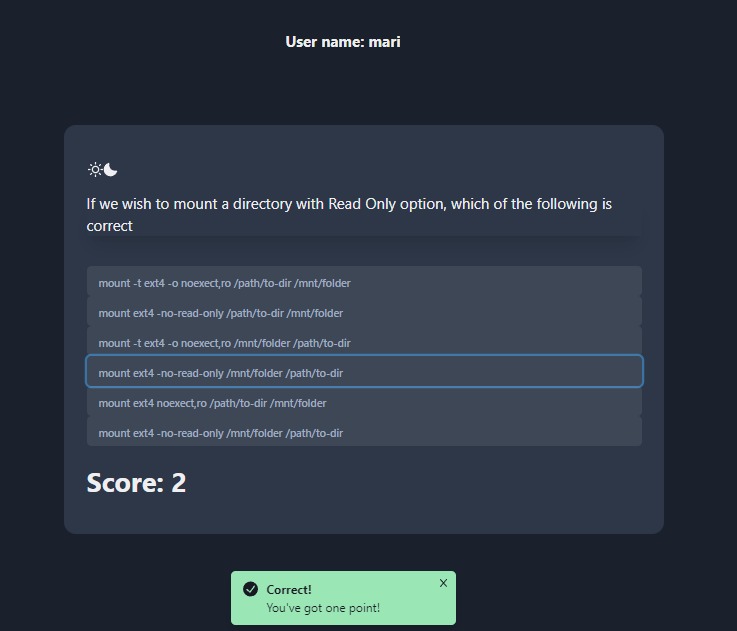 User name: mari
If we wish to mount a directory with Read Only option, which of the following is
correct
mount -t ext4 -o noexect,ro /path/to-dir /mnt/folder
mount ext4 -no-read-only /path/to-dir /mnt/folder
mount -t ext4 -o noexect,ro /mnt/folder /path/to-dir
mount ext4 -no-read-only /mnt/folder /path/to-dir
mount ext4 noexect,ro /path/to-dir /mnt/folder
mount ext4 -no-read-only /mnt/folder /path/to-dir
Score: 2
Correct!
You've got one point!